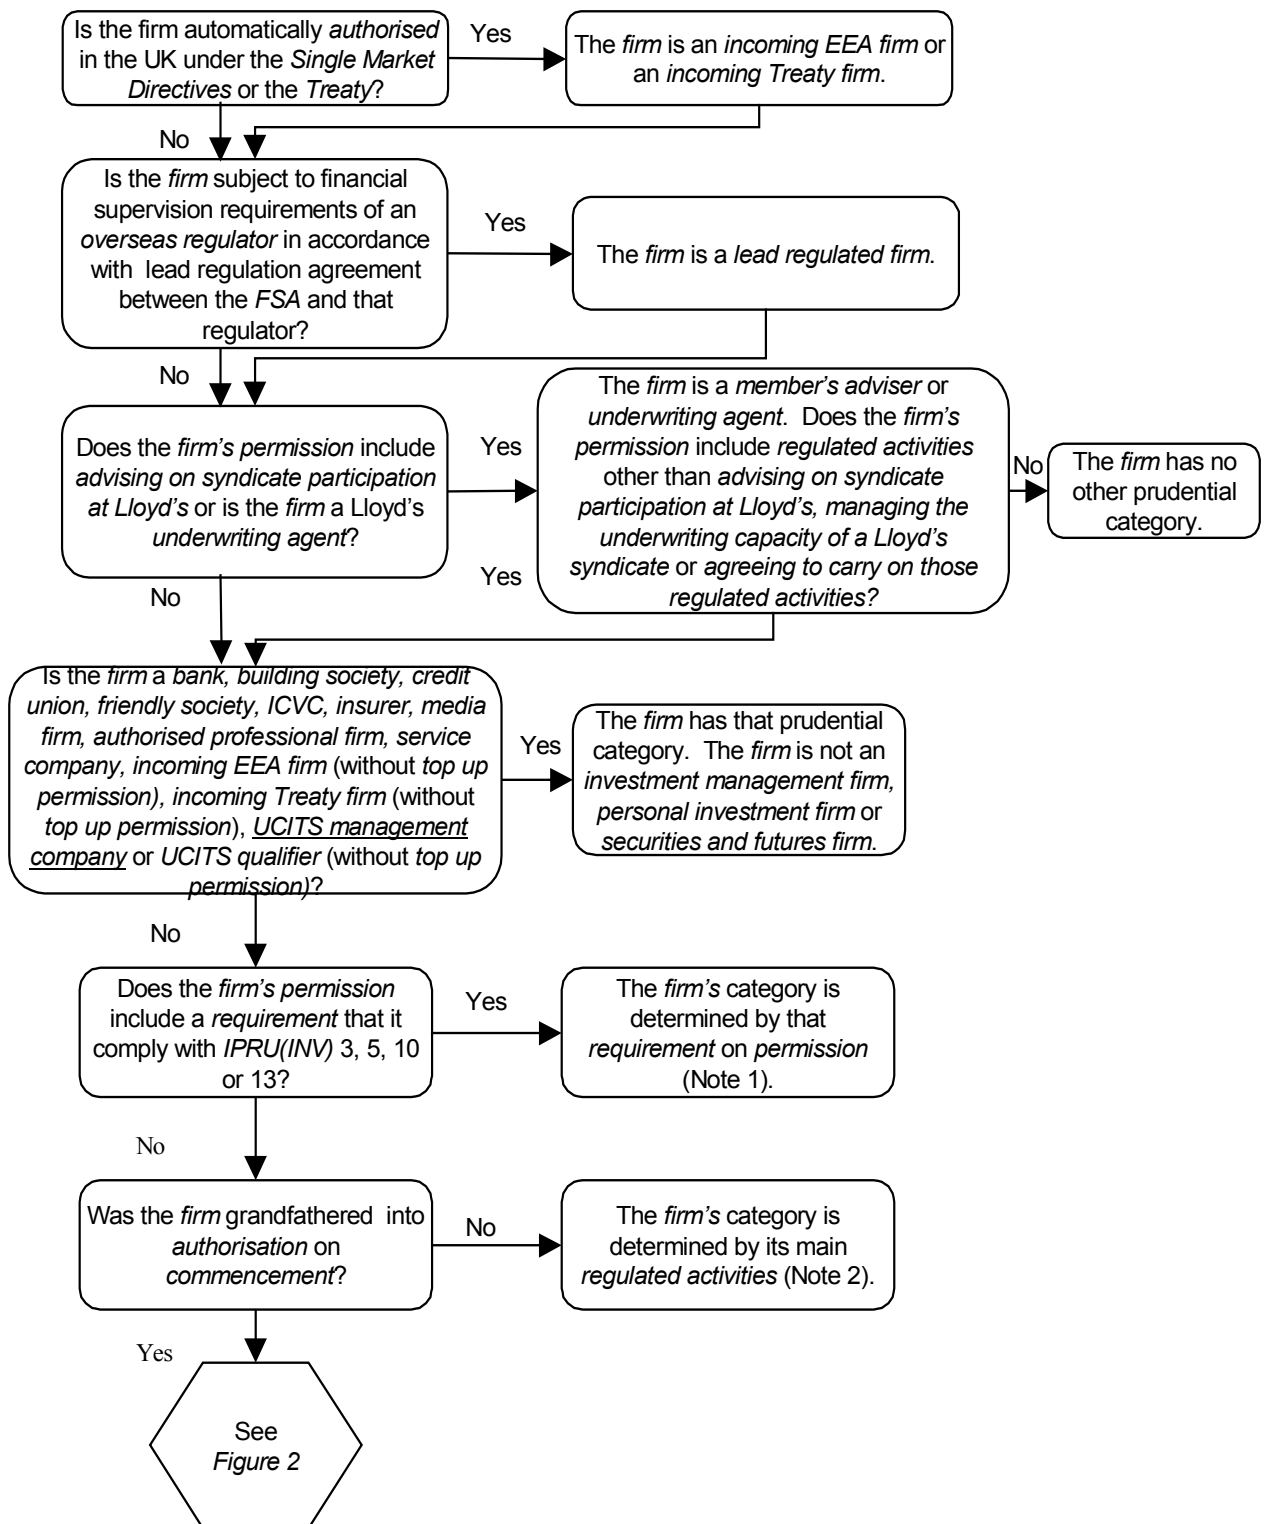 Is the firm automatically authorised
in the UK under the Single Market
Directives or the Treaty?
Yes
The firm is an incoming EEA firm or
an incoming Treaty firm.
No
Is the firm subject to financial
supervision requirements of an
overseas regulator in accordance
with lead regulation agreement
between the FSA and that
regulator?
Yes
The firm is a lead regulated firm.
No
Does the firm's permission include
advising on syndicate participation
at Lloyd's or is the firm a Lloyd's
underwriting agent?
Yes
The firm is a member's adviser or
underwriting agent. Does the firm's
permission include regulated activities
other than advising on syndicate
participation at Lloyd's, managing the
underwriting capacity of a Lloyd's
syndicate or agreeing to carry on those
regulated activities?
No
The firm has no
other prudential
category.
Yes
No
Is the firm a bank, building society, credit
union, friendly society, ICVC, insurer, media
firm, authorised professional firm, service
company, incoming EEA firm (without top up
permission), incoming Treaty firm (without
top up permission), UCITS management
company or UCITS qualifier (without top up
permission)?
Yes
The firm has that prudential
category. The firm is not an
investment management firm,
personal investment firm or
securities and futures firm.
No
Does the firm's permission
include a requirement that it
comply with IPRU(INV) 3, 5, 10
or 13?
Yes
The firm's category is
determined by that
requirement on permission
(Note 1).
No
Was the firm grandfathered into
authorisation on
commencement?
No
The firm's category is
determined by its main
regulated activities (Note 2).
Yes
See
Figure 2